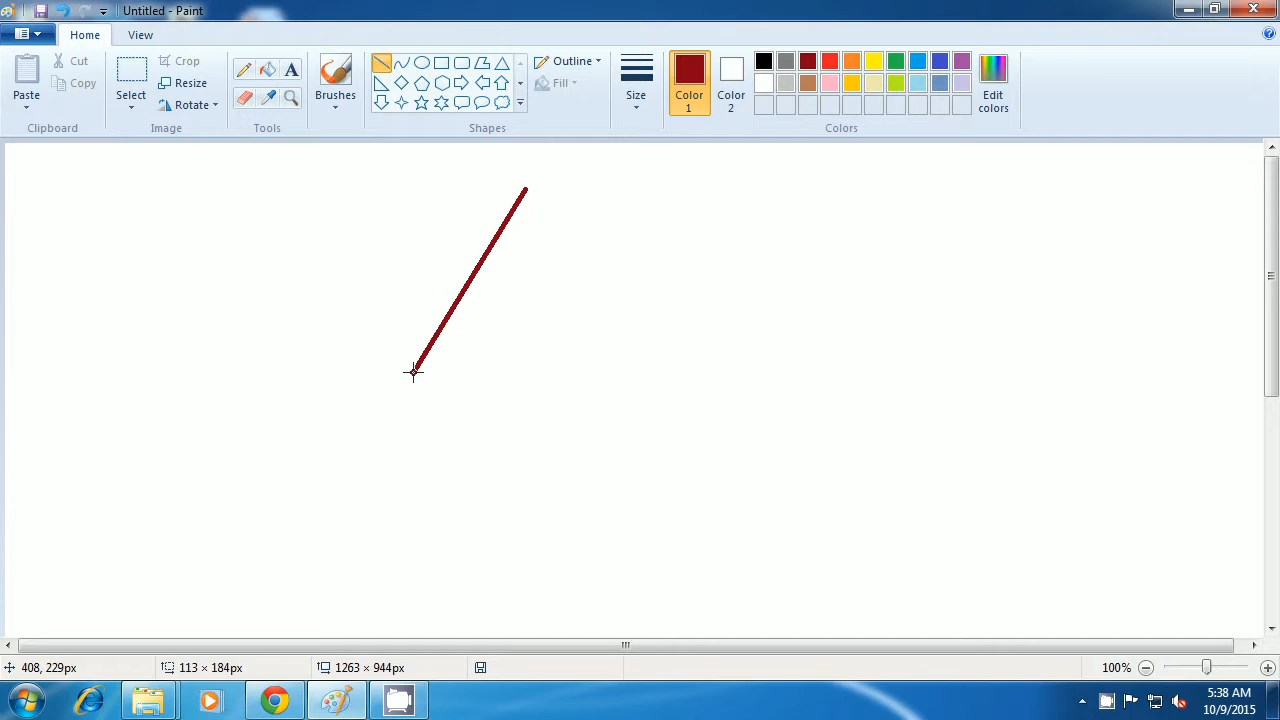 Untitled - Paint
Home View
Paste
Cut
Copy
Clipboard
Select
Crop
Resize
Rotate
Image
A
Tools
Brushes
Shapes
Outline
Fill
Size
Color 1
Color 2
Edit colors
Colors
408, 229px 113 × 184px 1263 × 944px 100%
5:38 AM
10/9/2015